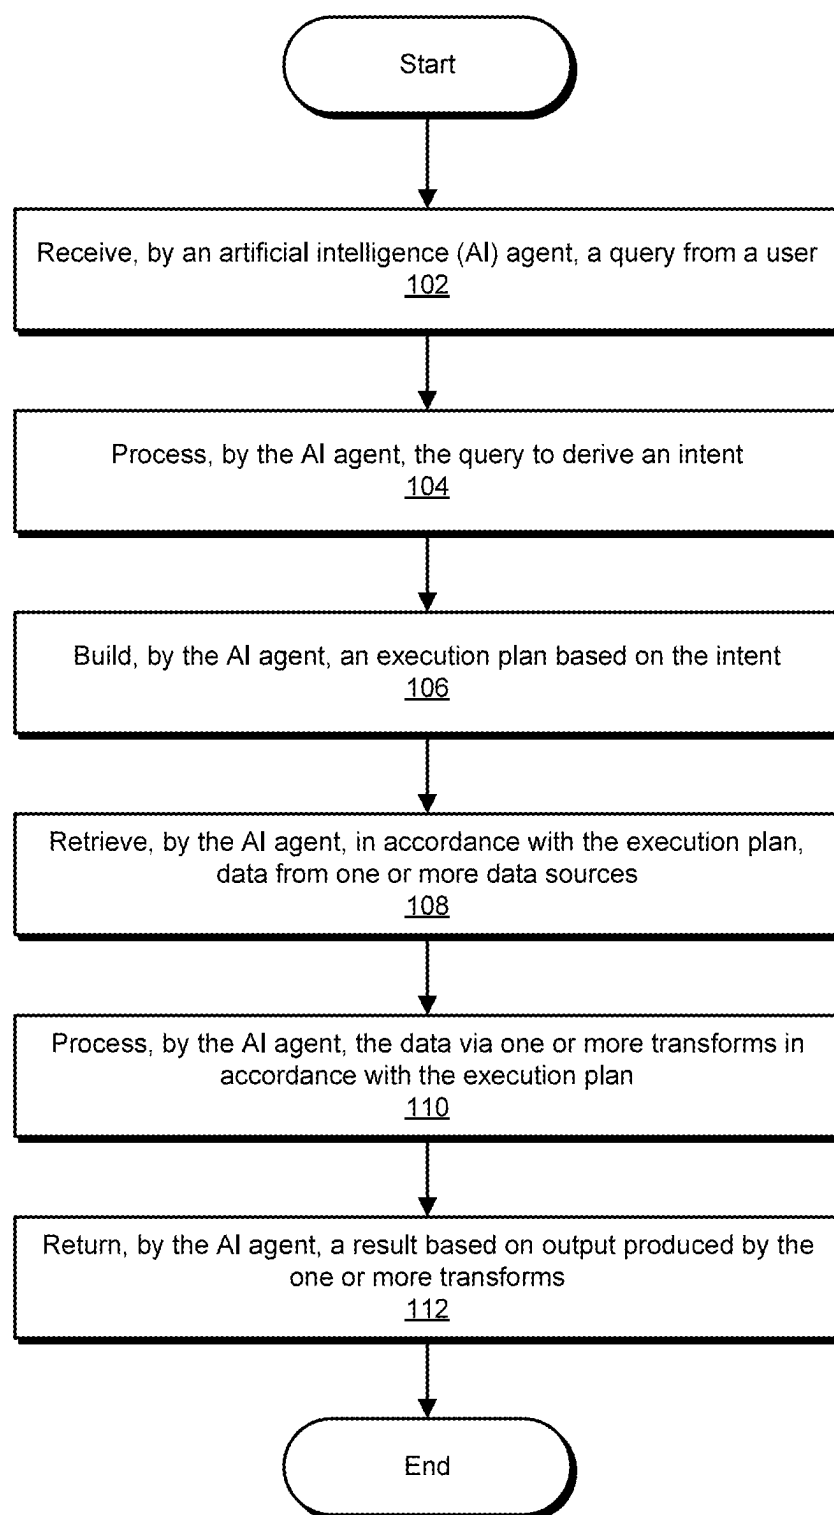 Start
Receive, by an artificial intelligence (AI) agent, a query from a user
102
Process, by the AI agent, the query to derive an intent
104
Build, by the AI agent, an execution plan based on the intent
106
Retrieve, by the AI agent, in accordance with the execution plan,
data from one or more data sources
108
Process, by the AI agent, the data via one or more transforms in
accordance with the execution plan
110
Return, by the AI agent, a result based on output produced by the
one or more transforms
112
End